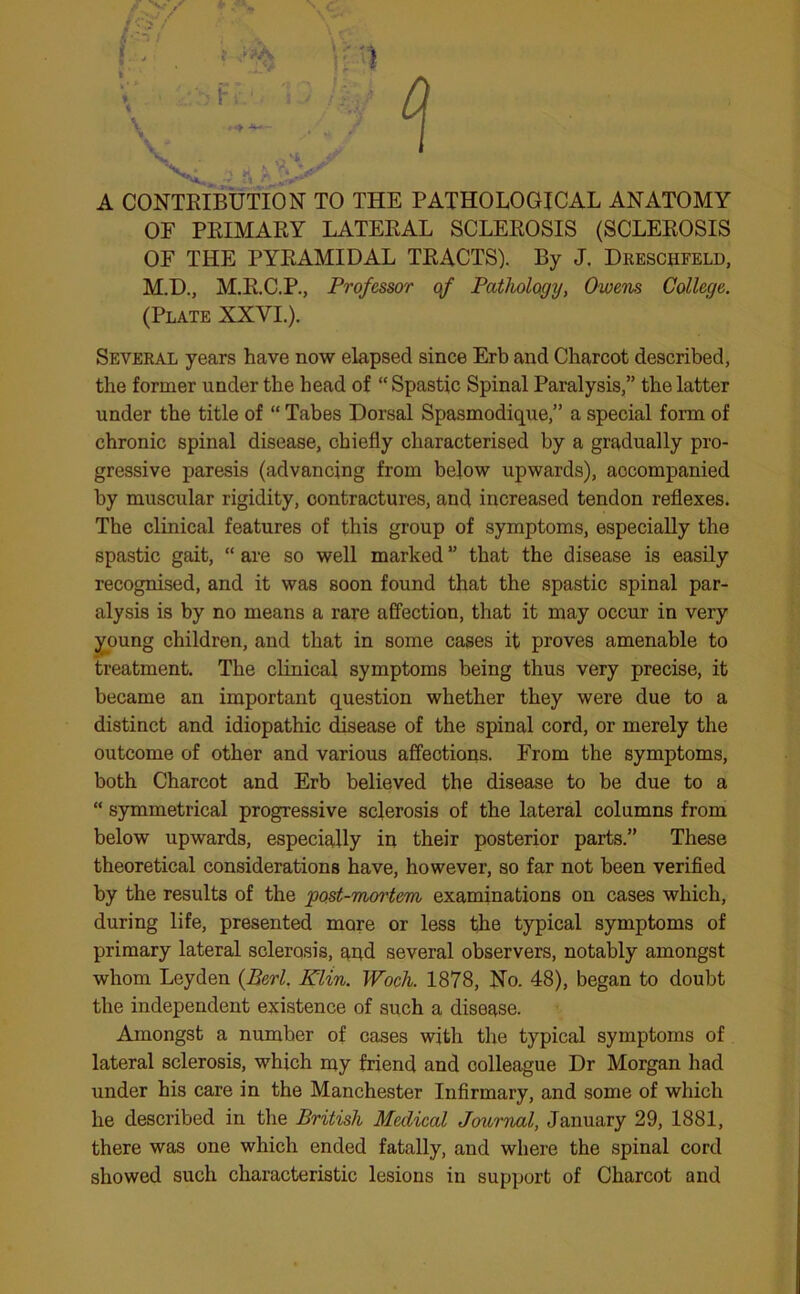 9
A CONTRIBUTION TO THE PATHOLOGICAL ANATOMY
OF PRIMARY LATERAL SCLEROSIS (SCLEROSIS
OF THE PYRAMIDAL TRACTS). By J. Dreschfeld,
M.D., M.R.C.P., Professor of Pathology, Owens College.
(Plate XXVI.).
Several years have now elapsed since Erb and Charcot described,
the former under the head of “Spastic Spinal Paralysis,” the latter
under the title of “Tabes Dorsal Spasmodique,” a special form of
chronic spinal disease, chiefly characterised by a gradually pro-
gressive paresis (advancing from below upwards), accompanied
by muscular rigidity, contractures, and increased tendon reflexes.
The clinical features of this group of symptoms, especially the
spastic gait, “are so well marked” that the disease is easily
recognised, and it was soon found that the spastic spinal par-
alysis is by no means a rare affection, that it may occur in very
young children, and that in some cases it proves amenable to
treatment. The clinical symptoms being thus very precise, it
became an important question whether they were due to a
distinct and idiopathic disease of the spinal cord, or merely the
outcome of other and various affections. From the symptoms,
both Charcot and Erb believed the disease to be due to a
“symmetrical progressive sclerosis of the lateral columns from
below upwards, especially in their posterior parts.” These
theoretical considerations have, however, so far not been verified
by the results of the post-mortem examinations on cases which,
during life, presented more or less the typical symptoms of
primary lateral sclerosis, and several observers, notably amongst
whom Leyden (Berl. Klin. Woch. 1878, No. 48), began to doubt
the independent existence of such a disease.
Amongst a number of cases with the typical symptoms of
lateral sclerosis, which my friend and colleague Dr Morgan had
under his care in the Manchester Infirmary, and some of which
he described in the British Medical Journal, January 29, 1881,
there was one which ended fatally, and where the spinal cord
showed such characteristic lesions in support of Charcot and